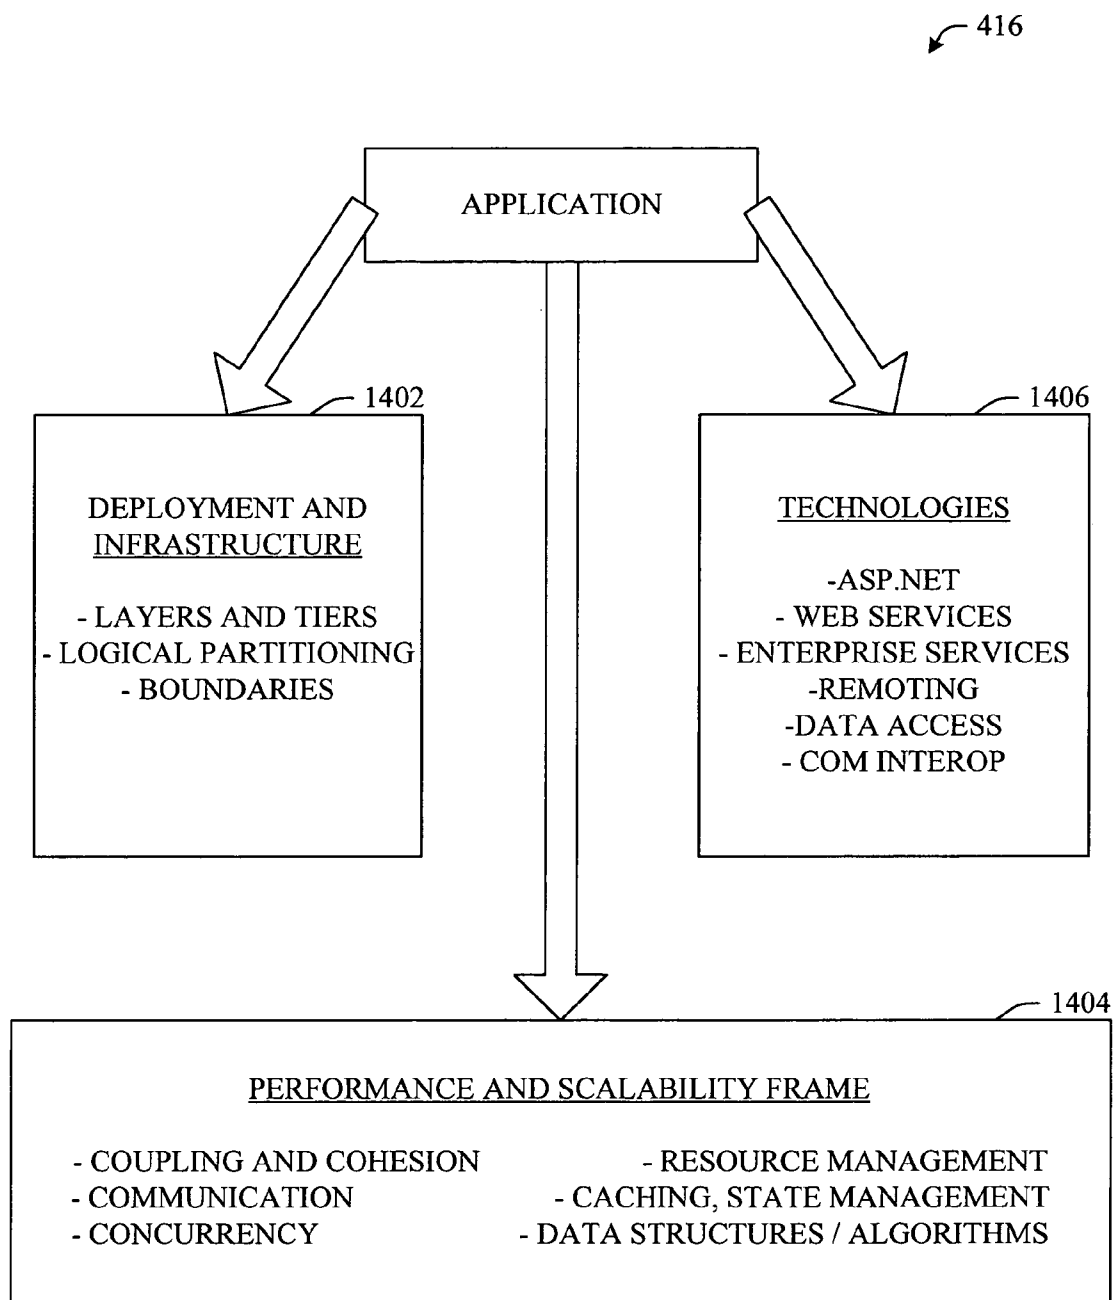 416
APPLICATION
1402
DEPLOYMENT AND
INFRASTRUCTURE
- LAYERS AND TIERS
- LOGICAL PARTITIONING
- BOUNDARIES
1406
TECHNOLOGIES
-ASP.NET
- WEB SERVICES
- ENTERPRISE SERVICES
-REMOTING
-DATA ACCESS
- COM INTEROP
1404
PERFORMANCE AND SCALABILITY FRAME
- COUPLING AND COHESION
- COMMUNICATION
- CONCURRENCY
- RESOURCE MANAGEMENT
- CACHING, STATE MANAGEMENT
- DATA STRUCTURES / ALGORITHMS